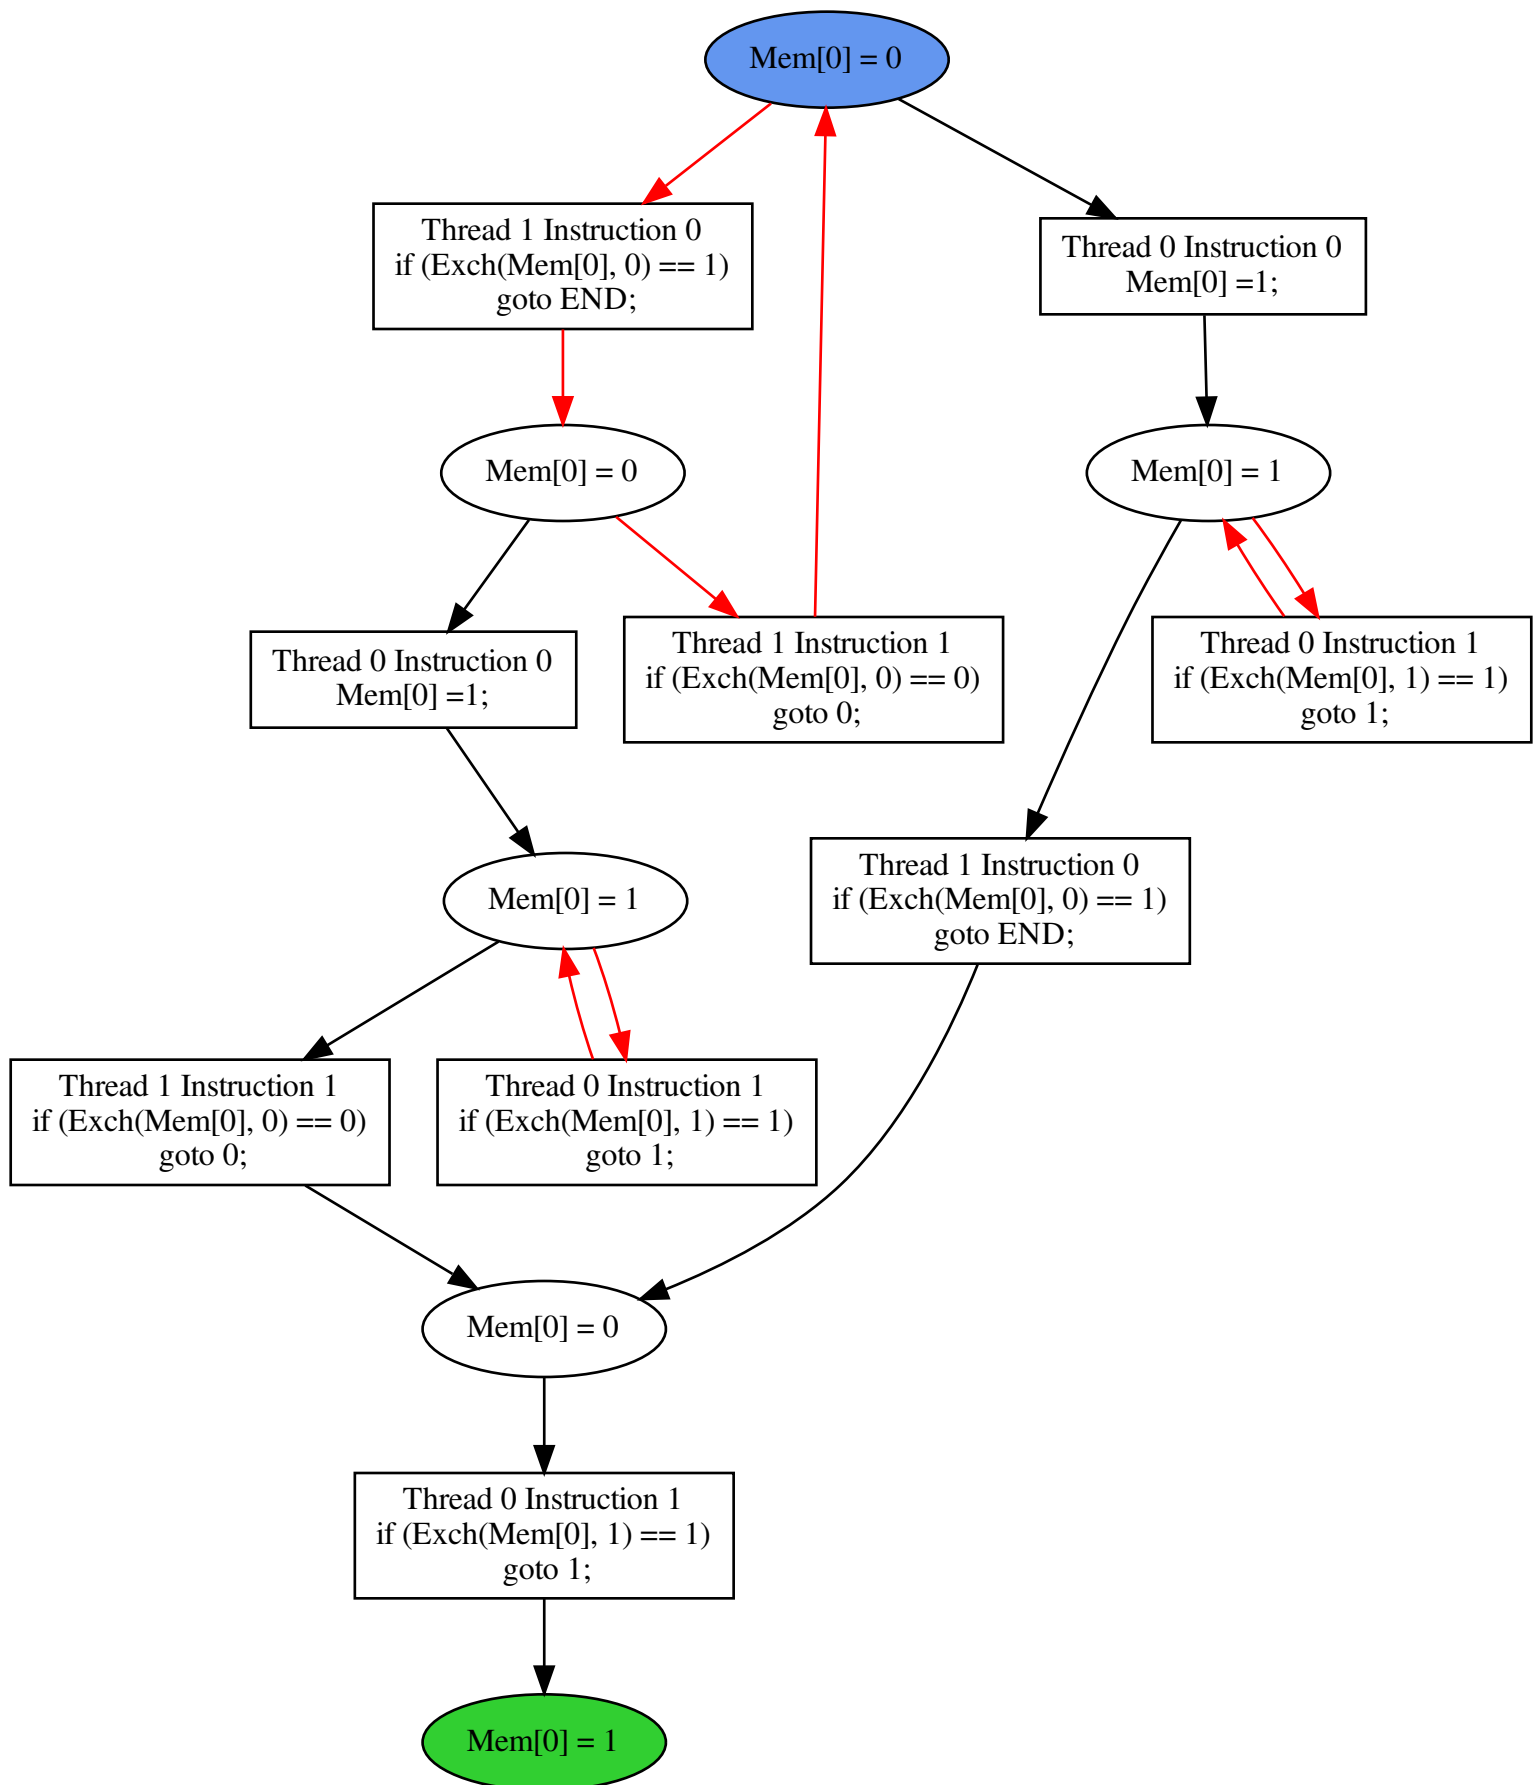 Mem[0] = 0
Thread 1 Instruction 0
if (Exch(Mem[0], 0) == 1)
goto END;
Thread 0 Instruction 0
Mem[0] =1;
Mem[0] = 0
Mem[0] = 1
Thread 0 Instruction 0
Mem[0] =1;
Thread 1 Instruction 1
if (Exch(Mem[0], 0) == 0)
goto 0;
Thread 0 Instruction 1
if (Exch(Mem[0], 1) == 1)
goto 1;
Mem[0] = 1
Thread 1 Instruction 0
if (Exch(Mem[0], 0) == 1)
goto END;
Thread 1 Instruction 1
if (Exch(Mem[0], 0) == 0)
goto 0;
Thread 0 Instruction 1
if (Exch(Mem[0], 1) == 1)
goto 1;
Mem[0] = 0
Thread 0 Instruction 1
if (Exch(Mem[0], 1) == 1)
goto 1;
Mem[0] = 1